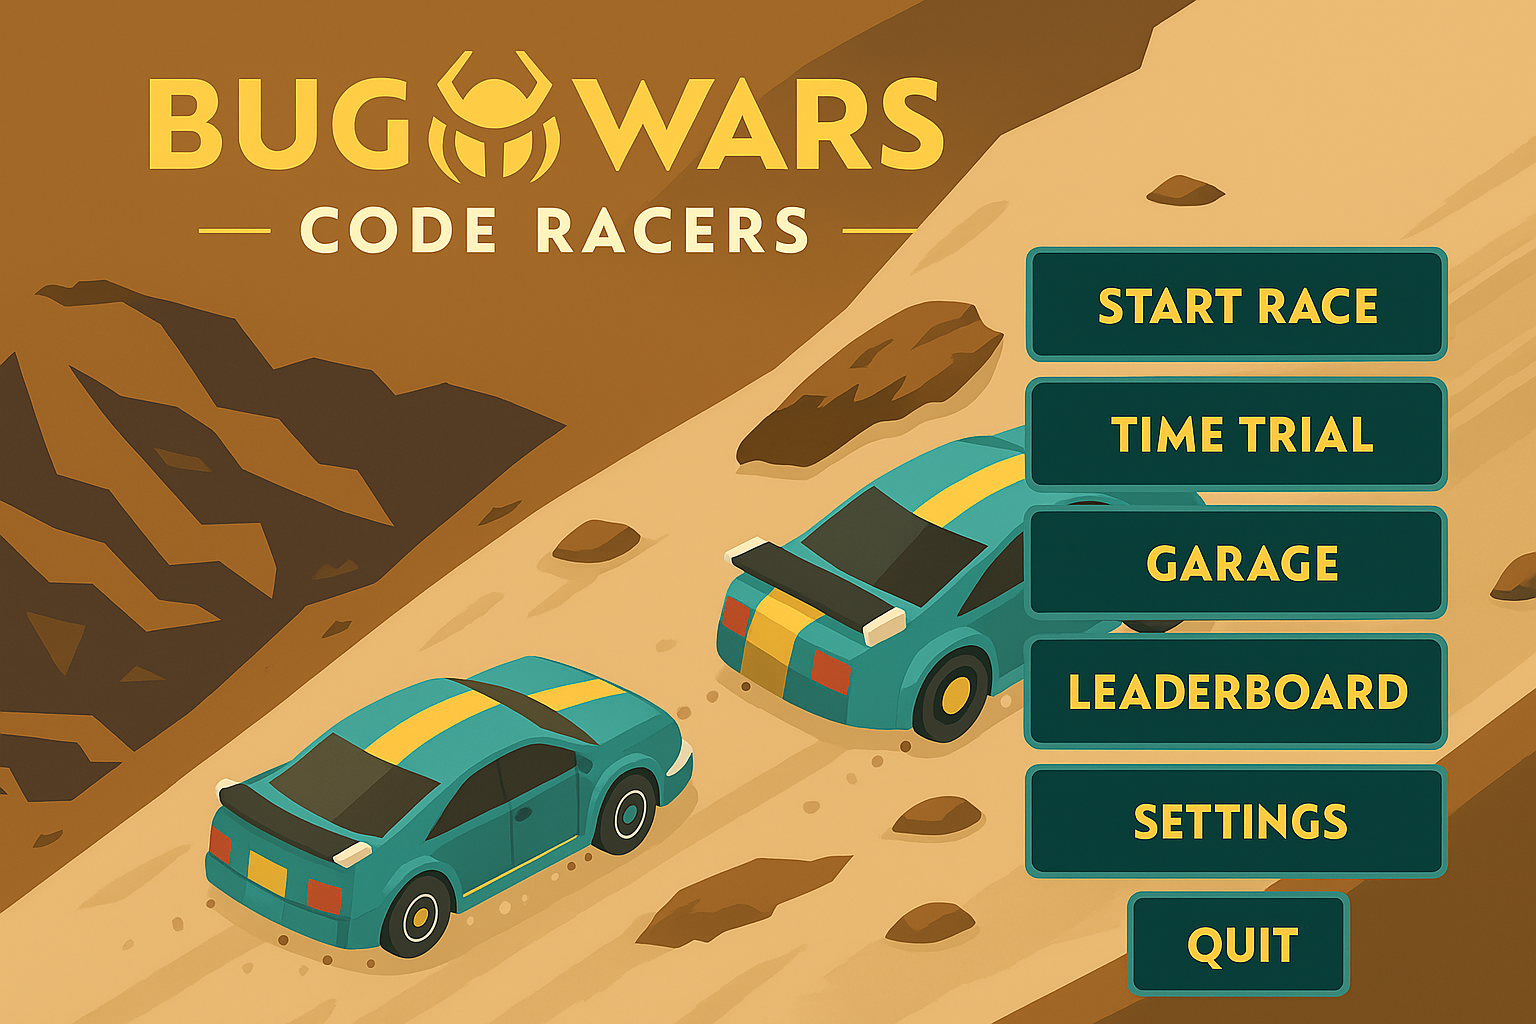 BUG WARS
CODE RACERS
START RACE
TIME TRIAL
GARAGE
LEADERBOARD
SETTINGS
QUIT